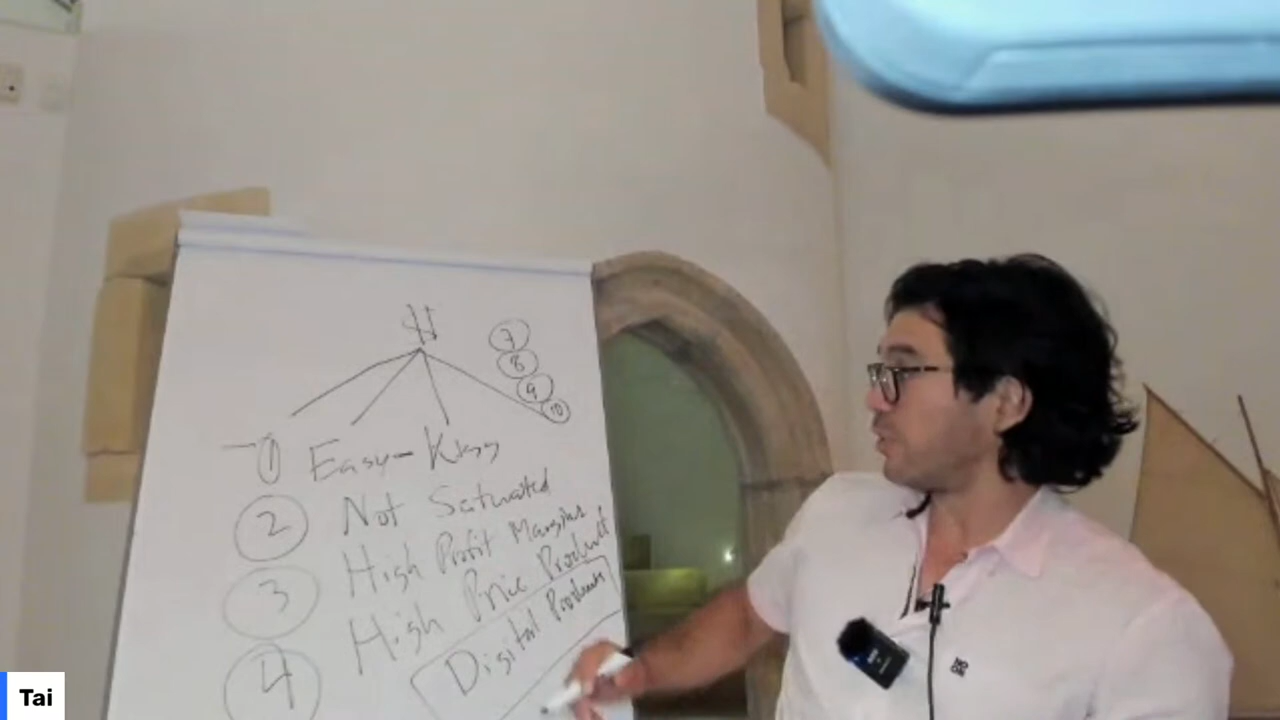 $
7
8
9
10
1 Easy-
2 Not Saturated
3 High Profit Margins
4 High Price Product
Digital Products
Tai